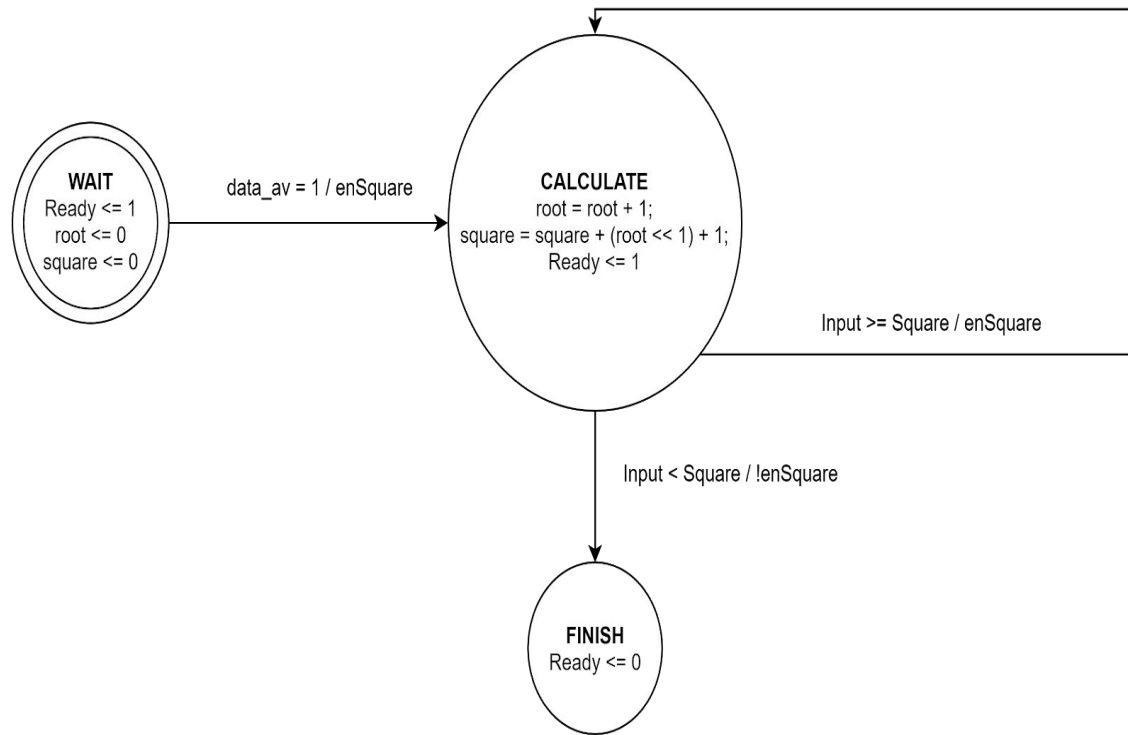 WAIT
Ready <= 1
root <= 0
square <= 0
data_av = 1 / enSquare
CALCULATE
root = root + 1;
square = square + (root << 1) + 1;
Ready <= 1
Input >= Square / enSquare
Input < Square / !enSquare
FINISH
Ready <= 0